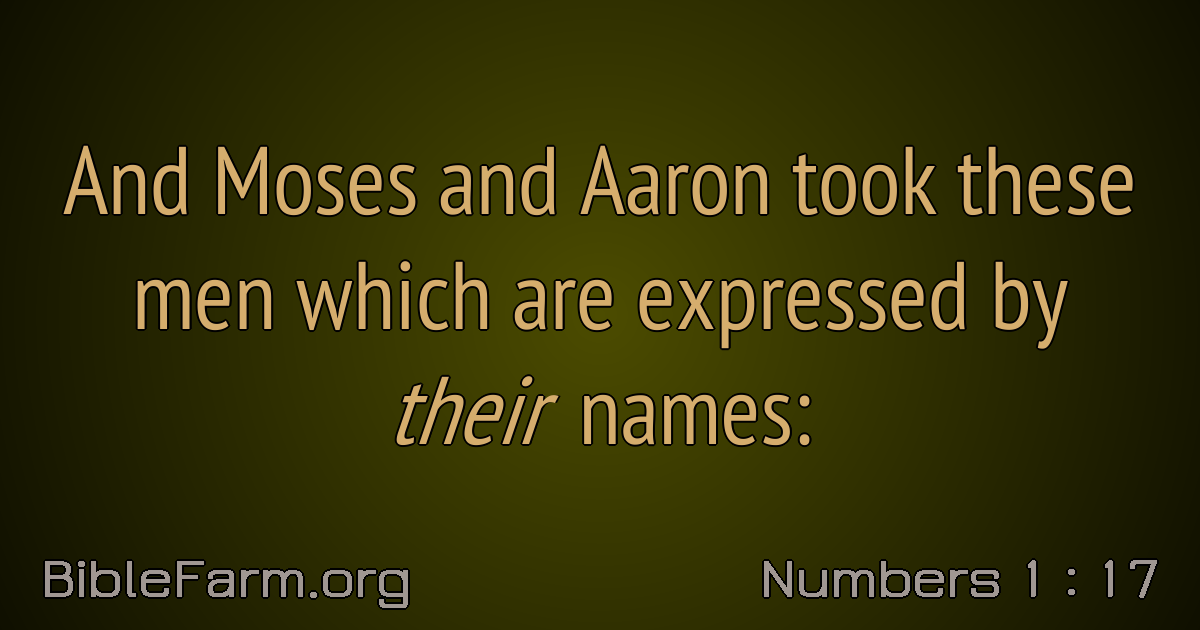 And Moses and Aaron took these
men which are expressed by
their names:
BibleFarm.org
Numbers 1 : 17